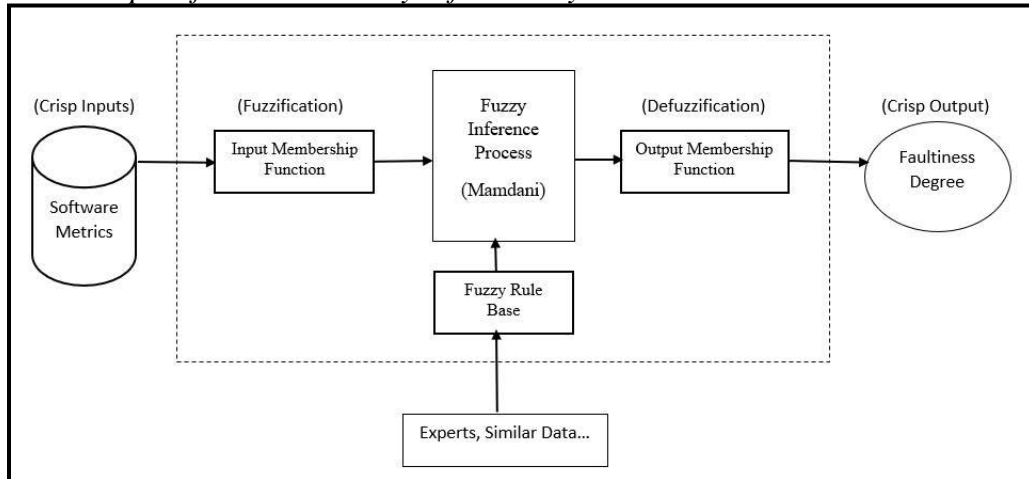 (Crisp Inputs)
Software
Metrics
(Fuzzification)
Input Membership
Function
Fuzzy
Inference
Process
(Mamdani)
Fuzzy Rule
Base
Experts, Similar Data...
(Defuzzification)
Output Membership
Function
(Crisp Output)
Faultiness
Degree